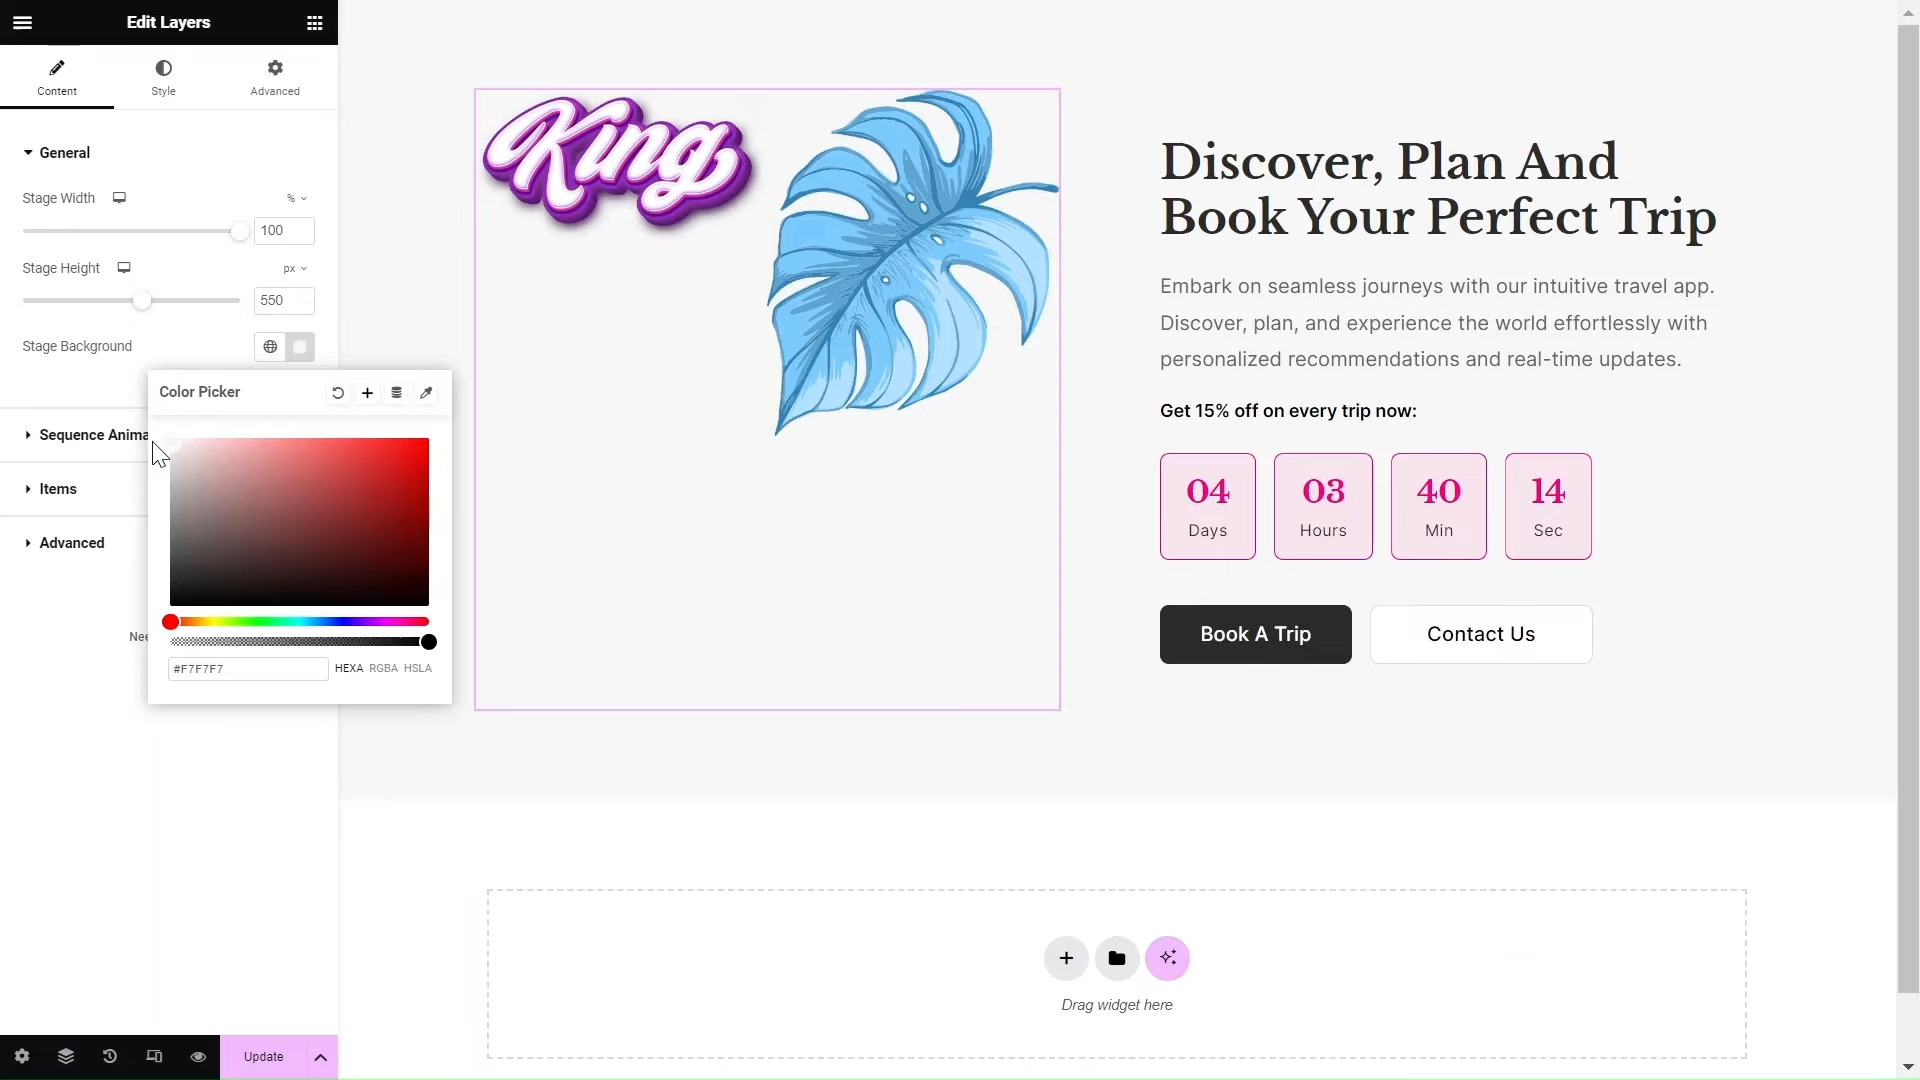 Edit Layers
Content
Style
Advanced
General
Stage Width
%
100
Stage Height
px
550
Stage Background
Color Picker
Sequence Anima
Items
Advanced
Nee
#F7F7F7
HEXA RGBA HSLA
Update
King
Discover, Plan And
Book Your Perfect Trip
Embark on seamless journeys with our intuitive travel app.
Discover, plan, and experience the world effortlessly with
personalized recommendations and real-time updates.
Get 15% off on every trip now:
04
Days
03
Hours
40
Min
14
Sec
Book A Trip
Contact Us
Drag widget here